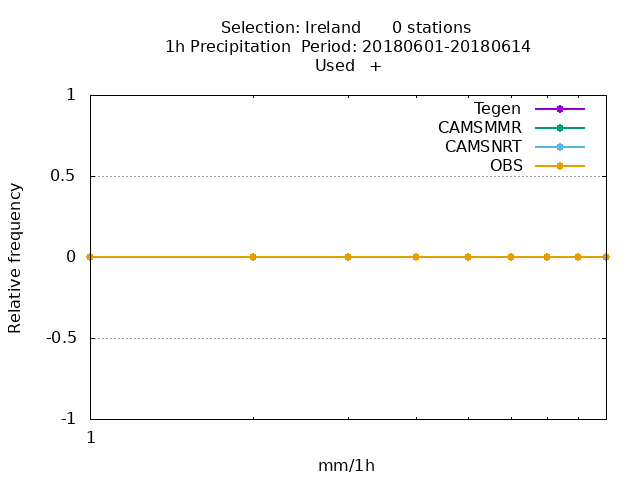 Selection: Ireland      0 stations
1h Precipitation  Period: 20180601-20180614
Used   +
Tegen
CAMSMMR
CAMSNRT
OBS
1
0.5
0
-0.5
-1
Relative frequency
1
mm/1h